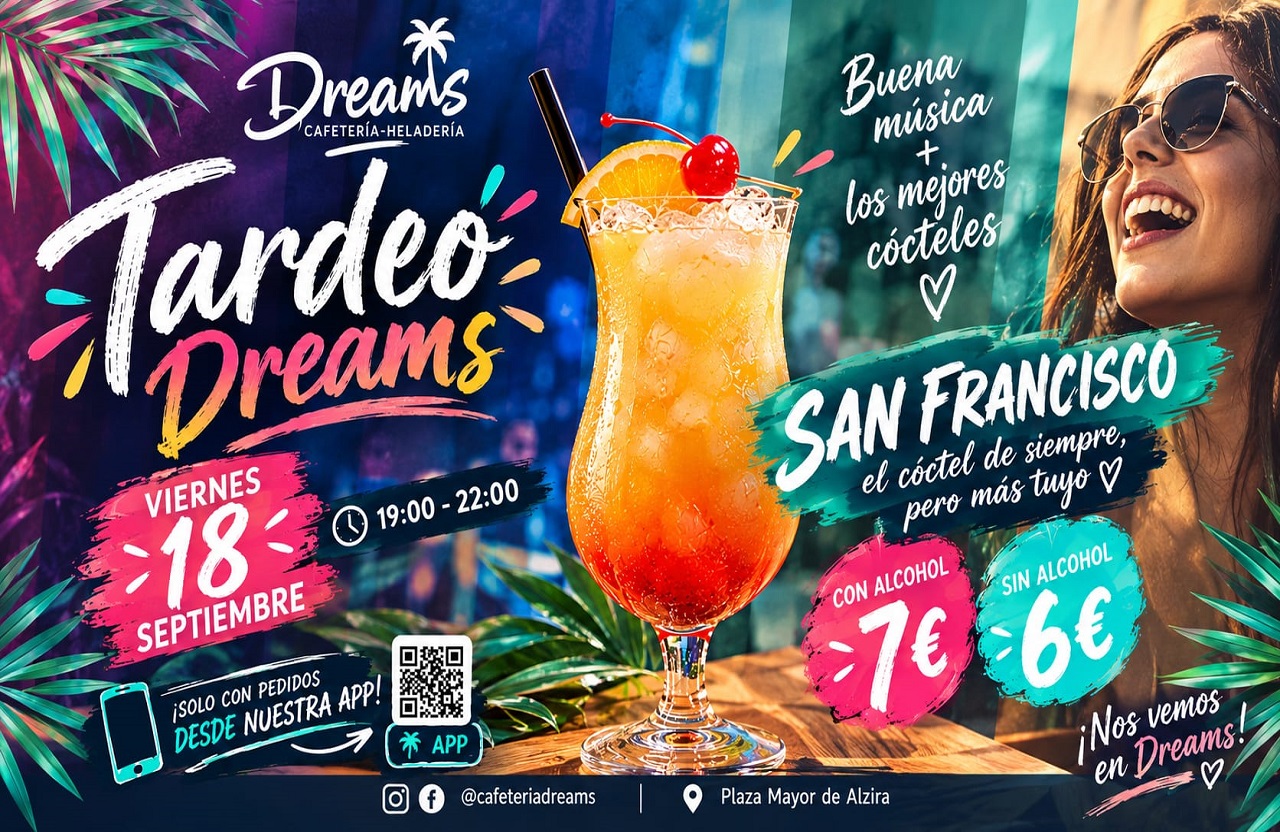 Dreams
CAFETERÍA-HELADERÍA
Tardeo
Dreams
VIERNES
18
SEPTIEMBRE
19:00 - 22:00
¡SOLO CON PEDIDOS
DESDE NUESTRA APP!
APP
Buena
música
+
los mejores
cócteles
SAN FRANCISCO
el cóctel de siempre,
pero más tuyo
CON ALCOHOL
7€
SIN ALCOHOL
6€
¡Nos vemos
en Dreams!
@cafeteriadreams | Plaza Mayor de Alzira